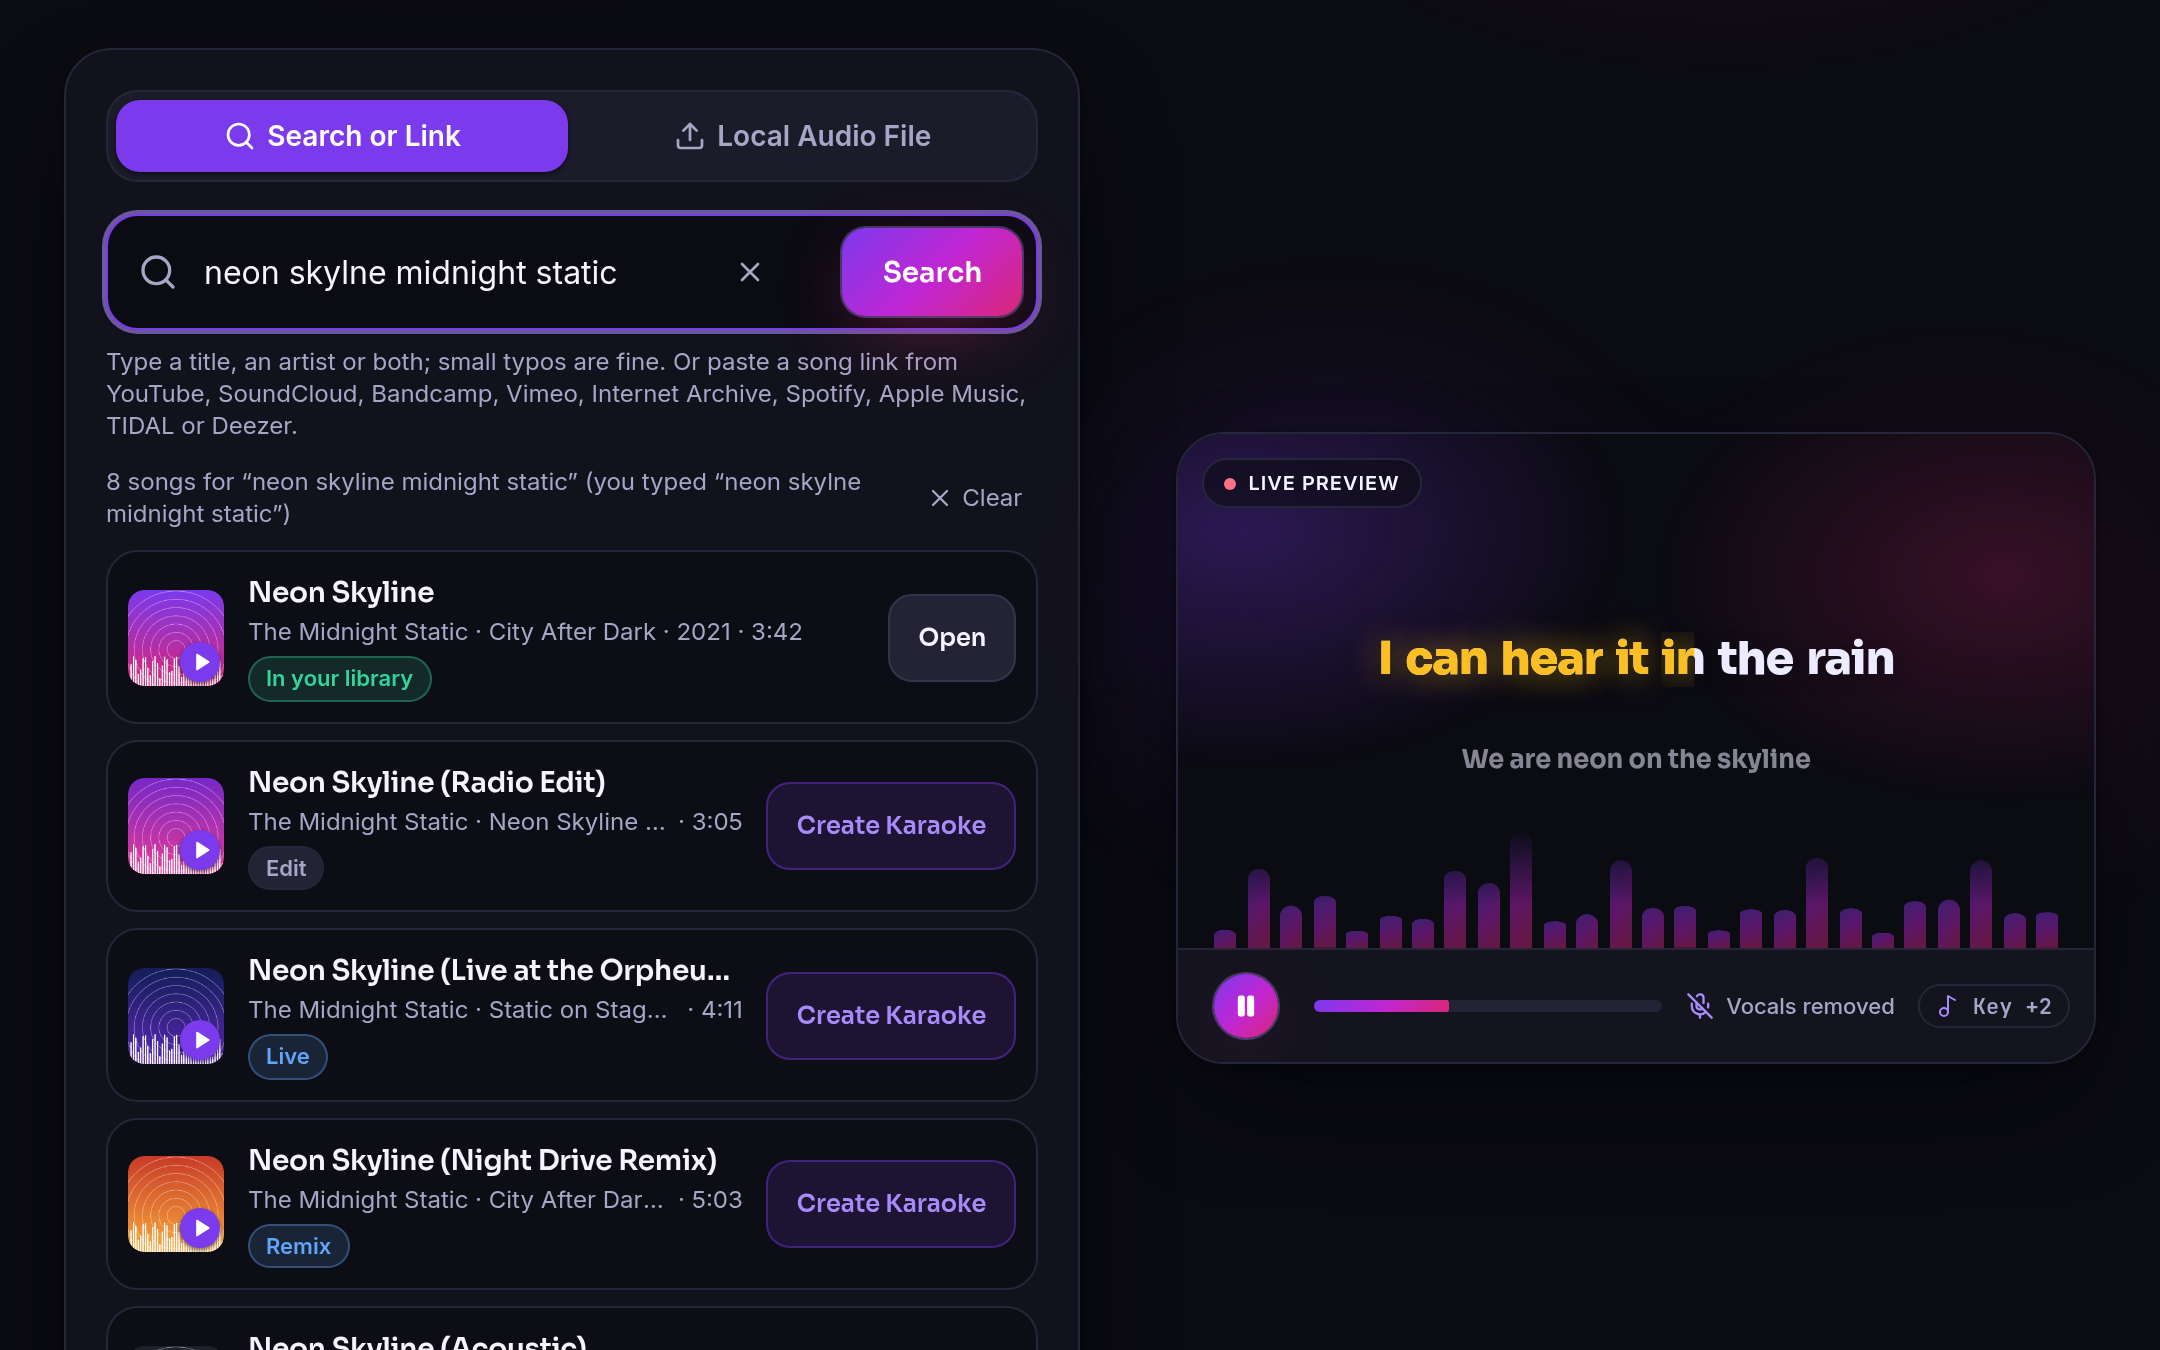 Search or Link
Local Audio File
neon skylne midnight static
Search
Type a title, an artist or both; small typos are fine. Or paste a song link from
YouTube, SoundCloud, Bandcamp, Vimeo, Internet Archive, Spotify, Apple Music,
TIDAL or Deezer.
8 songs for “neon skyline midnight static” (you typed “neon skylne
midnight static”)
Clear
Neon Skyline
The Midnight Static · City After Dark · 2021 · 3:42
In your library
Open
Neon Skyline (Radio Edit)
The Midnight Static · Neon Skyline ... · 3:05
Edit
Create Karaoke
Neon Skyline (Live at the Orpheu...
The Midnight Static · Static on Stag... · 4:11
Live
Create Karaoke
Neon Skyline (Night Drive Remix)
The Midnight Static · City After Dar... · 5:03
Remix
Create Karaoke
Neon Skyline (Acoustic)
LIVE PREVIEW
I can hear it in the rain
We are neon on the skyline
Vocals removed
Key +2